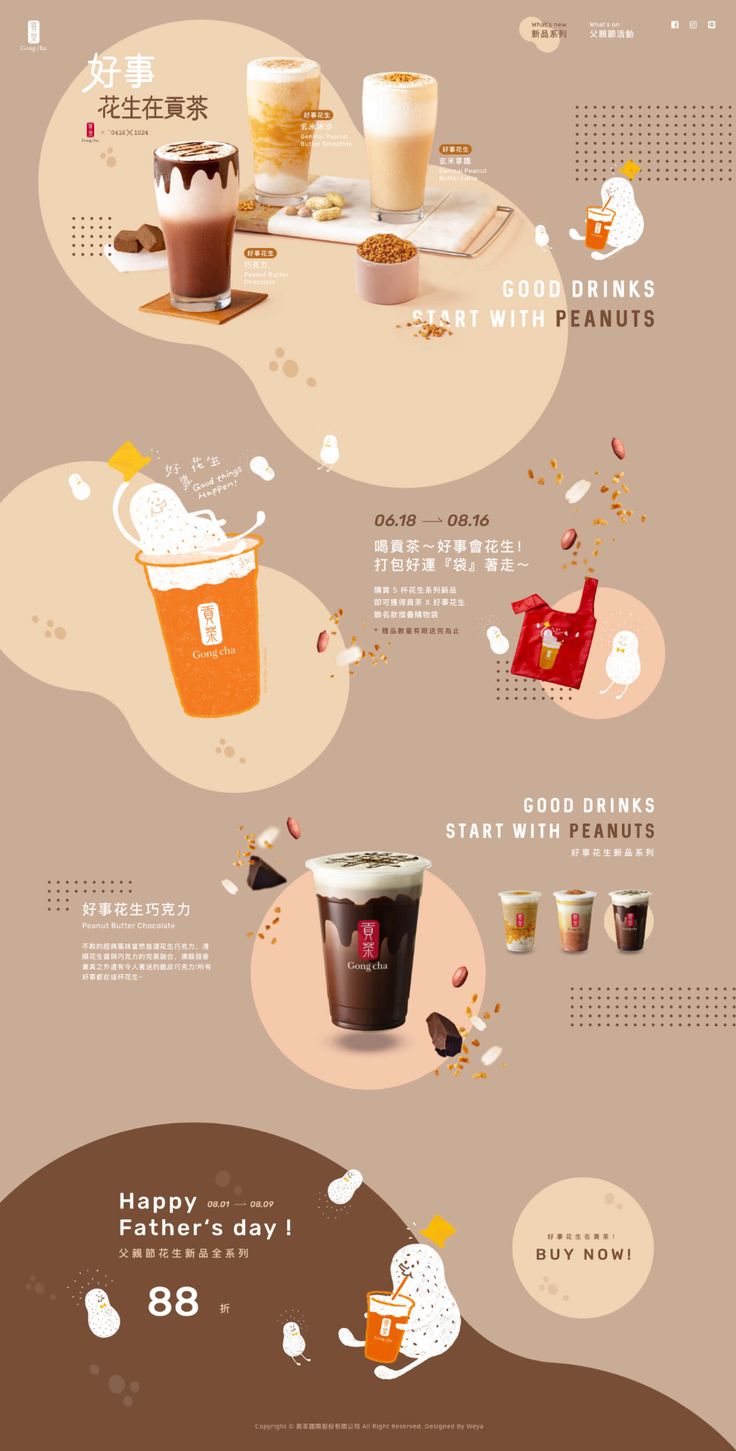 貢茶
Gong cha
What's new
新品系列
What's on
父親節活動
好事
花生在貢茶
貢茶
Gong cha
× ˙0416╳1024
好事花生
玄米冰沙
Genmai Peanut
Butter Smoothie
好事花生
玄米拿鐵
Genmai Peanut
Butter Latte
好事花生
巧克力
Peanut Butter
Chocolate
GOOD DRINKS
START WITH PEANUTS
好事花生
Good things
Happen!
貢茶
Gong cha
06.18 → 08.16
喝貢茶～好事會花生!
打包好運『袋』著走～
購買 5 杯花生系列新品
即可獲得貢茶 X 好事花生
聯名款摺疊購物袋
* 贈品數量有限送完為止
GOOD DRINKS
START WITH PEANUTS
好事花生新品系列
好事花生巧克力
Peanut Butter Chocolate
不敗的經典風味當然首選花生巧克力，滑
順花生醬與巧克力的完美融合，濃醇甜香
兼具之外還有令人著迷的脆皮巧克力!所有
好事都在這杯花生~
貢茶
Gong cha
Happy 08.01 → 08.09
Father's day !
父親節花生新品全系列
88 折
貢茶
Gong cha
好事花生在貢茶!
BUY NOW!
Copyright © 貢茶國際股份有限公司 All Right Reserved. Designed By Weya